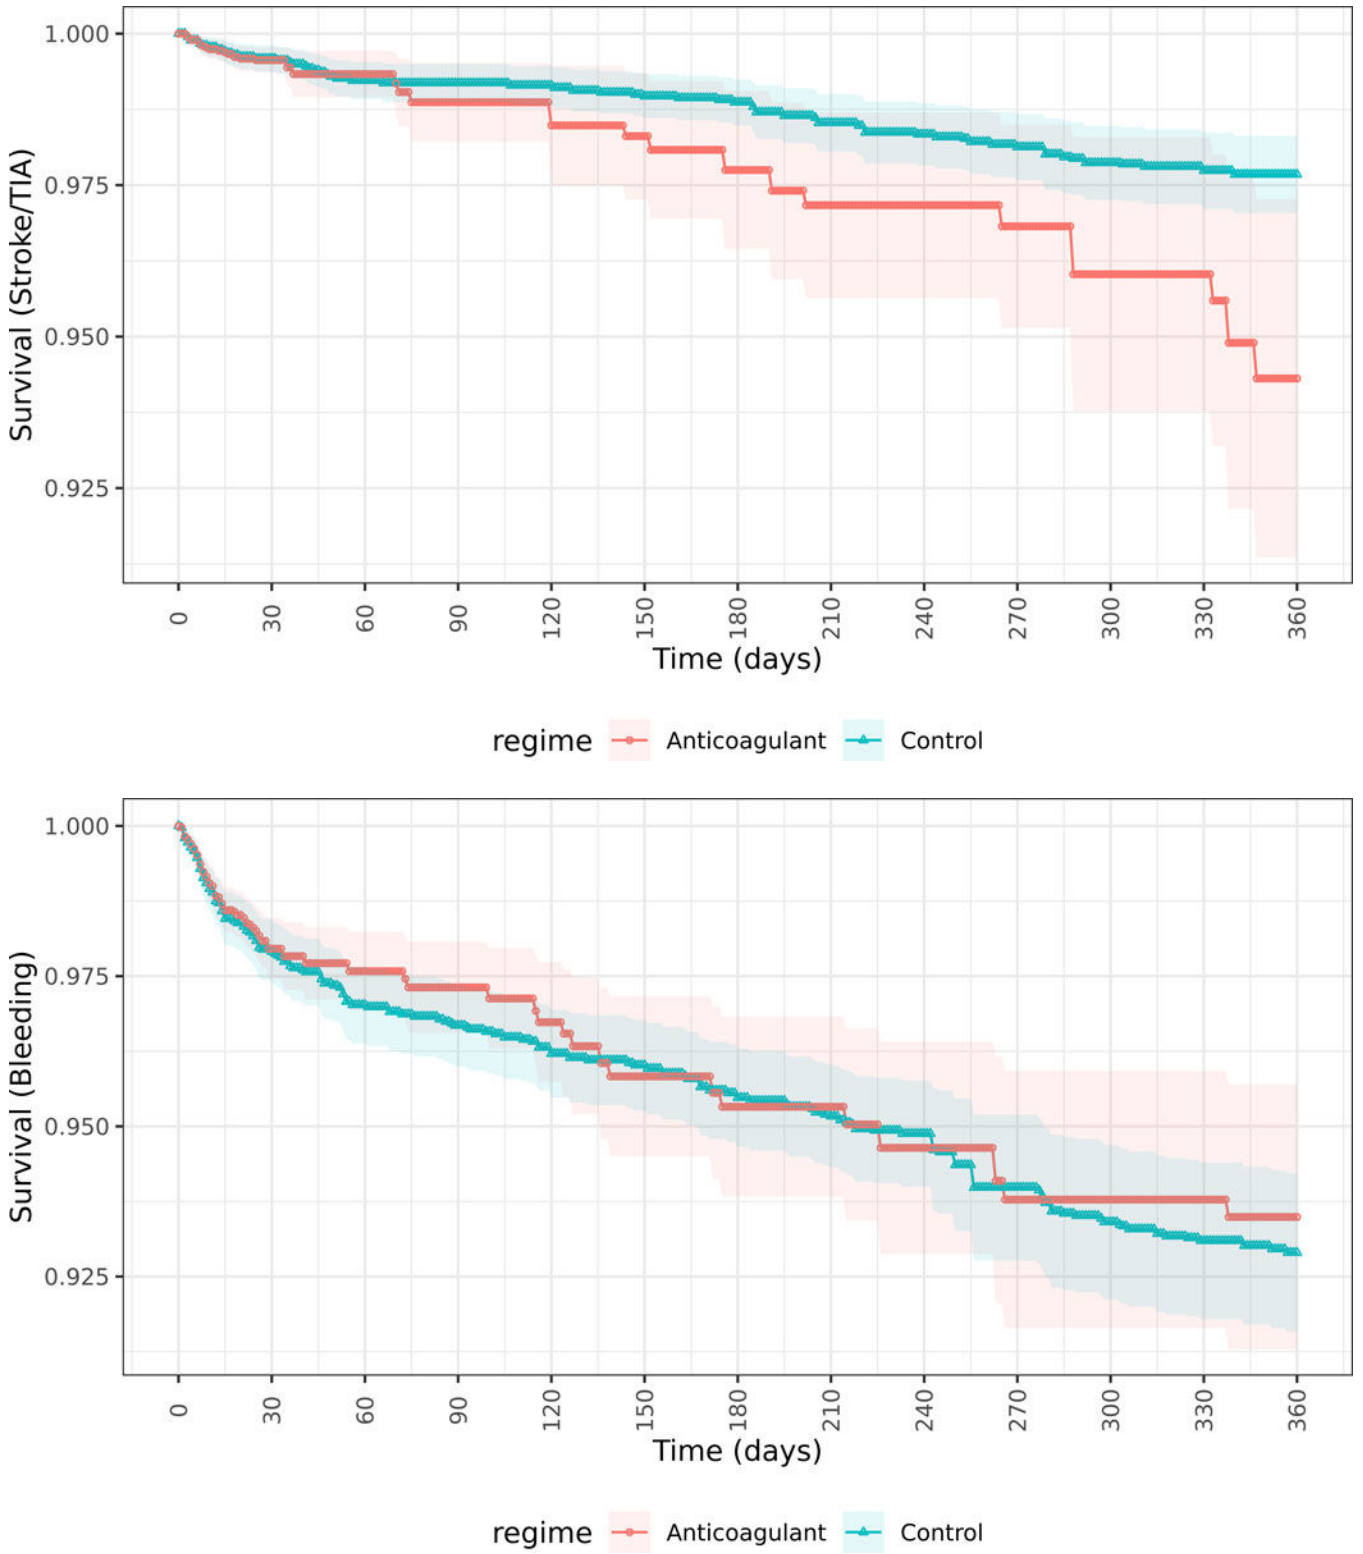 1.000
0.975
0.950
0.925
Survival (Stroke/TIA)
0 30 60 90 120 150 180 210 240 270 300 330 360
Time (days)
regime Anticoagulant Control
1.000
0.975
0.950
0.925
Survival (Bleeding)
0 30 60 90 120 150 180 210 240 270 300 330 360
Time (days)
regime Anticoagulant Control